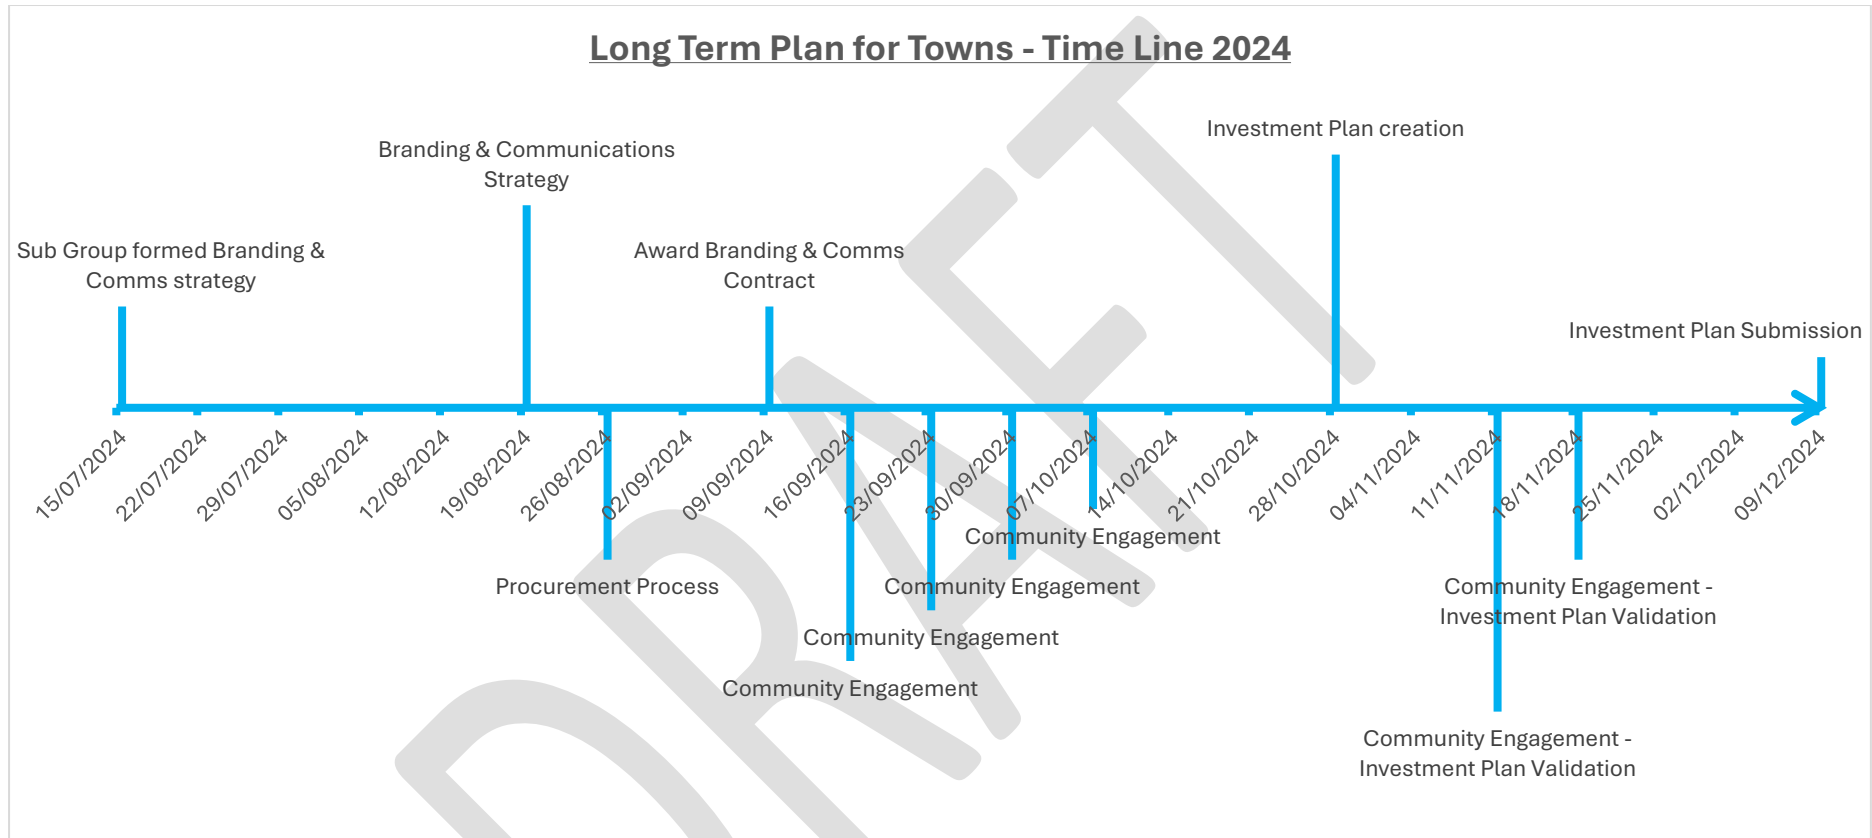 Long Term Plan for Towns - Time Line 2024
Investment Plan creation
Branding & Communications
Strategy
Sub Group formed Branding &
Comms strategy
Award Branding & Comms
Contract
Investment Plan Submission
15/07/2024
22/07/2024
29/07/2024
05/08/2024
12/08/2024
19/08/2024
26/08/2024
02/09/2024
09/09/2024
16/09/2024
23/09/2024
30/09/2024
07/10/2024
14/10/2024
21/10/2024
28/10/2024
04/11/2024
11/11/2024
18/11/2024
25/11/2024
02/12/2024
09/12/2024
Community Engagement
Procurement Process
Community Engagement
Community Engagement -
Investment Plan Validation
Community Engagement
Community Engagement
Community Engagement -
Investment Plan Validation
DRAFT